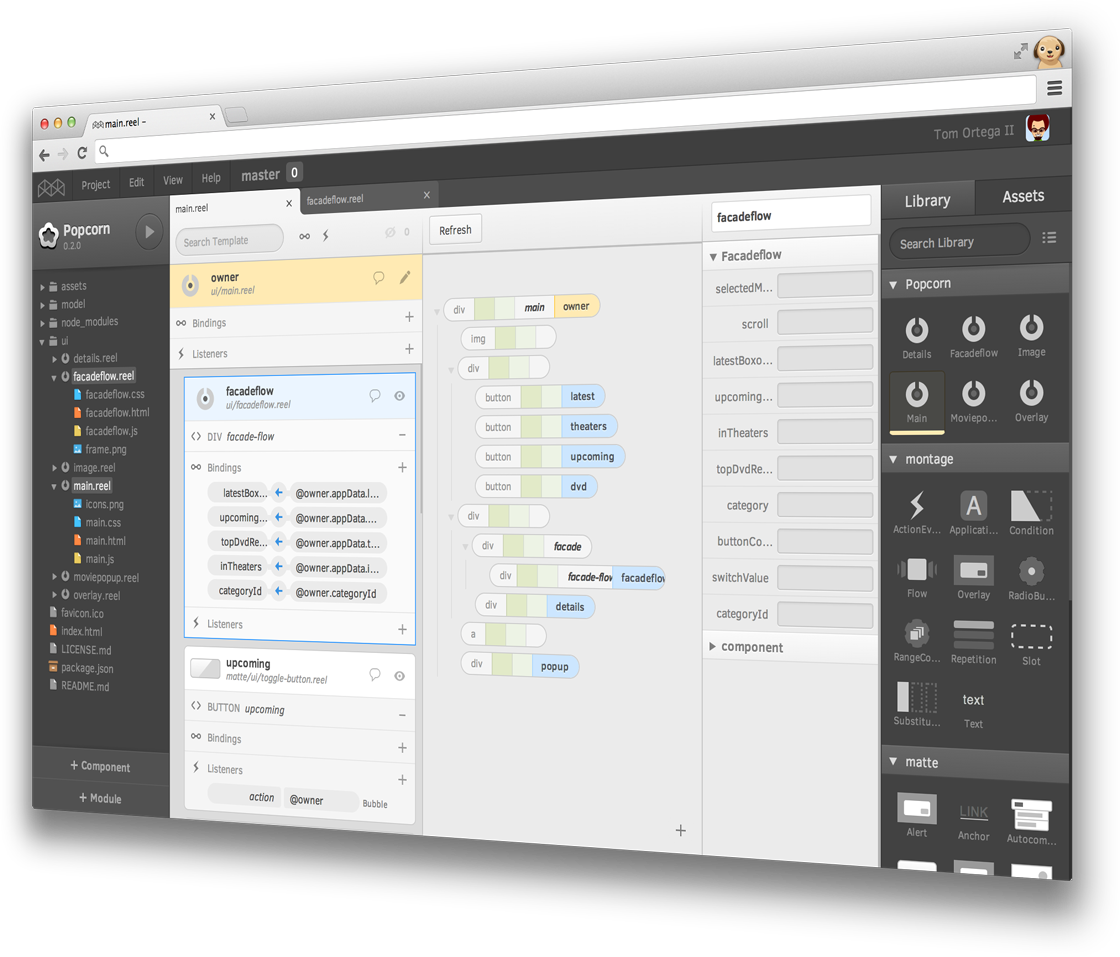 main.reel –
Tom Ortega II
Project Edit View Help master 0
Popcorn
0.2.0
assets
model
node_modules
ui
details.reel
facadeflow.reel
facadeflow.css
facadeflow.html
facadeflow.js
frame.png
image.reel
main.reel
icons.png
main.css
main.html
main.js
moviepopup.reel
overlay.reel
favicon.ico
index.html
LICENSE.md
package.json
README.md
+ Component
+ Module
main.reel x facadeflow.reel x
Search Template 0
owner
ui/main.reel
Bindings +
Listeners +
facadeflow
ui/facadeflow.reel
<> DIV facade-flow −
Bindings +
latestBox... @owner.appData.l...
upcoming... @owner.appData....
topDvdRe... @owner.appData.t...
inTheaters @owner.appData.i...
categoryId @owner.categoryId
Listeners +
upcoming
matte/ui/toggle-button.reel
<> BUTTON upcoming −
Bindings +
Listeners +
action @owner Bubble
Refresh
div main owner
img
div
button latest
button theaters
button upcoming
button dvd
div
div facade
div facade-flow facadeflov
div details
a
div popup
+
facadeflow
Facadeflow
selectedM...
scroll
latestBoxo...
upcoming...
inTheaters
topDvdRe...
category
buttonCo...
switchValue
categoryId
component
Library Assets
Search Library
Popcorn
Details Facadeflow Image
Main Moviepo... Overlay
montage
ActionEv... Applicati... Condition
Flow Overlay RadioBu...
RangeCo... Repetition Slot
Substitu... text Text
matte
Alert LINK Anchor Autocom...